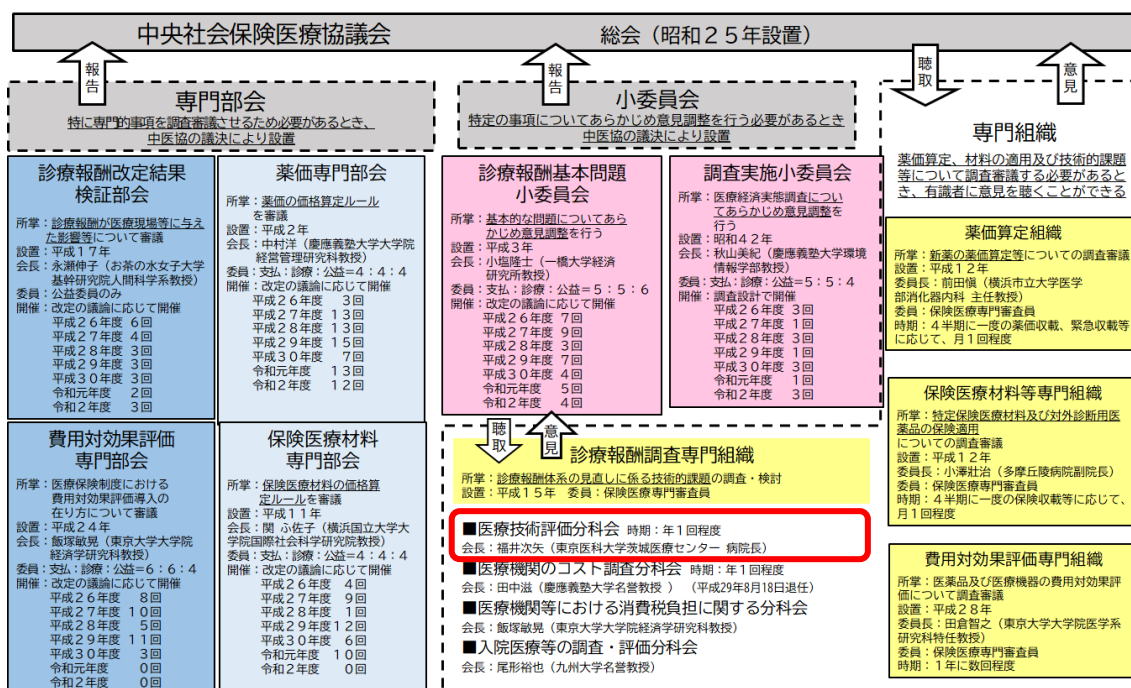 中央社会保険医療協議会　総会（昭和２５年設置）
報告
報告
聴取
意見
専門部会
特に専門的事項を調査審議させるため必要があるとき、
中医協の議決により設置
小委員会
特定の事項についてあらかじめ意見調整を行う必要があるとき
中医協の議決により設置
専門組織
薬価算定、材料の適用及び技術的課題
等について調査審議する必要があると
き、有識者に意見を聴くことができる
診療報酬改定結果
検証部会
所掌：診療報酬が医療現場等に与え
た影響等について審議
設置：平成１７年
会長：永瀬伸子（お茶の水女子大学
基幹研究院人間科学系教授）
委員：公益委員のみ
開催：改定の議論に応じて開催
平成２６年度 ６回
平成２７年度 ４回
平成２８年度 ３回
平成２９年度 ３回
平成３０年度 ３回
令和元年度 ２回
令和２年度 ３回
薬価専門部会
所掌：薬価の価格算定ルール
を審議
設置：平成２年
会長：中村洋（慶應義塾大学大学院
経営管理研究科教授）
委員：支払：診療：公益＝４：４：４
開催：改定の議論に応じて開催
平成２６年度 ３回
平成２７年度 １３回
平成２８年度 １３回
平成２９年度 １５回
平成３０年度 ７回
令和元年度 １３回
令和２年度 １２回
診療報酬基本問題
小委員会
所掌：基本的な問題についてあら
かじめ意見調整を行う
設置：平成３年
会長：小塩隆士（一橋大学経済
研究所教授）
委員：支払：診療：公益＝５：５：６
開催：改定の議論に応じて開催
平成２６年度 ７回
平成２７年度 ９回
平成２８年度 ３回
平成２９年度 ７回
平成３０年度 ４回
令和元年度 ５回
令和２年度 ４回
調査実施小委員会
所掌：医療経済実態調査につい
てあらかじめ意見調整を
行う
設置：昭和４２年
会長：秋山美紀（慶應義塾大学環境
情報学部教授）
委員：支払：診療：公益＝５：５：４
開催：調査設計で開催
平成２６年度 ３回
平成２７年度 １回
平成２８年度 ３回
平成２９年度 １回
平成３０年度 ３回
令和元年度 １回
令和２年度 ３回
薬価算定組織
所掌：新薬の薬価算定等についての調査審議
設置：平成１２年
委員長：前田愼（横浜市立大学医学
部消化器内科 主任教授）
委員：保険医療専門審査員
時期：４半期に一度の薬価収載、緊急収載等
に応じて、月１回程度
保険医療材料等専門組織
所掌：特定保険医療材料及び対外診断用医
薬品の保険適用
についての調査審議
設置：平成１２年
委員長：小澤壯治（多摩丘陵病院副院長）
委員：保険医療専門審査員
時期：４半期に一度の保険収載等に応じて、
月１回程度
費用対効果評価専門組織
所掌：医薬品及び医療機器の費用対効果評
価について調査審議
設置：平成２８年
委員長：田倉智之（東京大学大学院医学系
研究科特任教授）
委員：保険医療専門審査員
時期：１年に数回程度
費用対効果評価
専門部会
所掌：医療保険制度における
費用対効果評価導入の
在り方について審議
設置：平成２４年
会長：飯塚敏晃（東京大学大学院
経済学研究科教授）
委員：支払：診療：公益＝６：６：４
開催：改定の議論に応じて開催
平成２６年度 ８回
平成２７年度 １０回
平成２８年度 ５回
平成２９年度 １１回
平成３０年度 ３回
令和元年度 ０回
令和２年度 ０回
保険医療材料
専門部会
所掌：保険医療材料の価格算
定ルールを審議
設置：平成１１年
会長：関 ふ佐子（横浜国立大学大
学院国際社会科学研究院教授）
委員：支払：診療：公益＝４：４：４
開催：改定の議論に応じて開催
平成２６年度 ４回
平成２７年度 ９回
平成２８年度 １回
平成２９年度 １２回
平成３０年度 ６回
令和元年度 １０回
令和２年度 ０回
聴取
意見
診療報酬調査専門組織
所掌：診療報酬体系の見直しに係る技術的課題の調査・検討
設置：平成１５年 委員：保険医療専門審査員
■医療技術評価分科会 時期：年１回程度
会長：福井次矢（東京医科大学茨城医療センター 病院長）
■医療機関のコスト調査分科会 時期：年１回程度
会長：田中滋（慶應義塾大学名誉教授 ）（平成29年8月18日退任）
■医療機関等における消費税負担に関する分科会
会長：飯塚敏晃（東京大学大学院経済学研究科教授）
■入院医療等の調査・評価分科会
会長：尾形裕也（九州大学名誉教授）